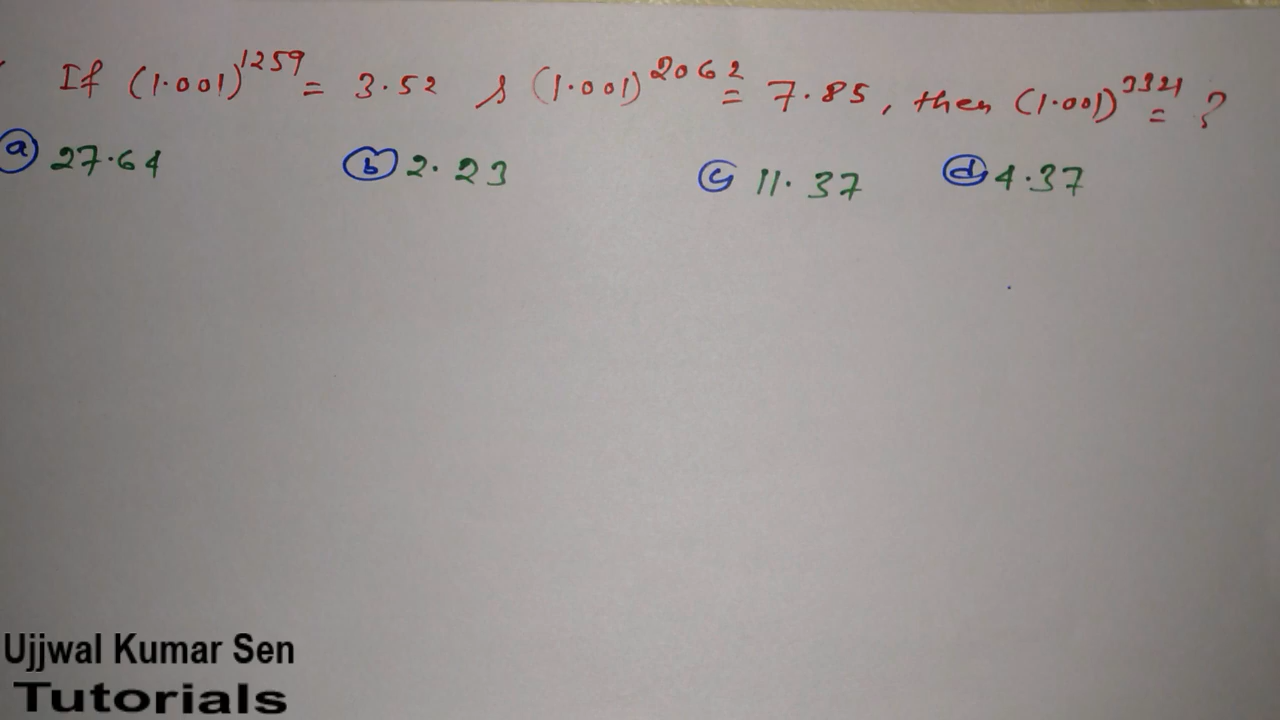 If (1.001)^1259 = 3.52 & (1.001)^2062 = 7.85, then (1.001)^3321 = ?
(a) 27.64 (b) 2.23 (c) 11.37 (d) 4.37
Ujjwal Kumar Sen
Tutorials